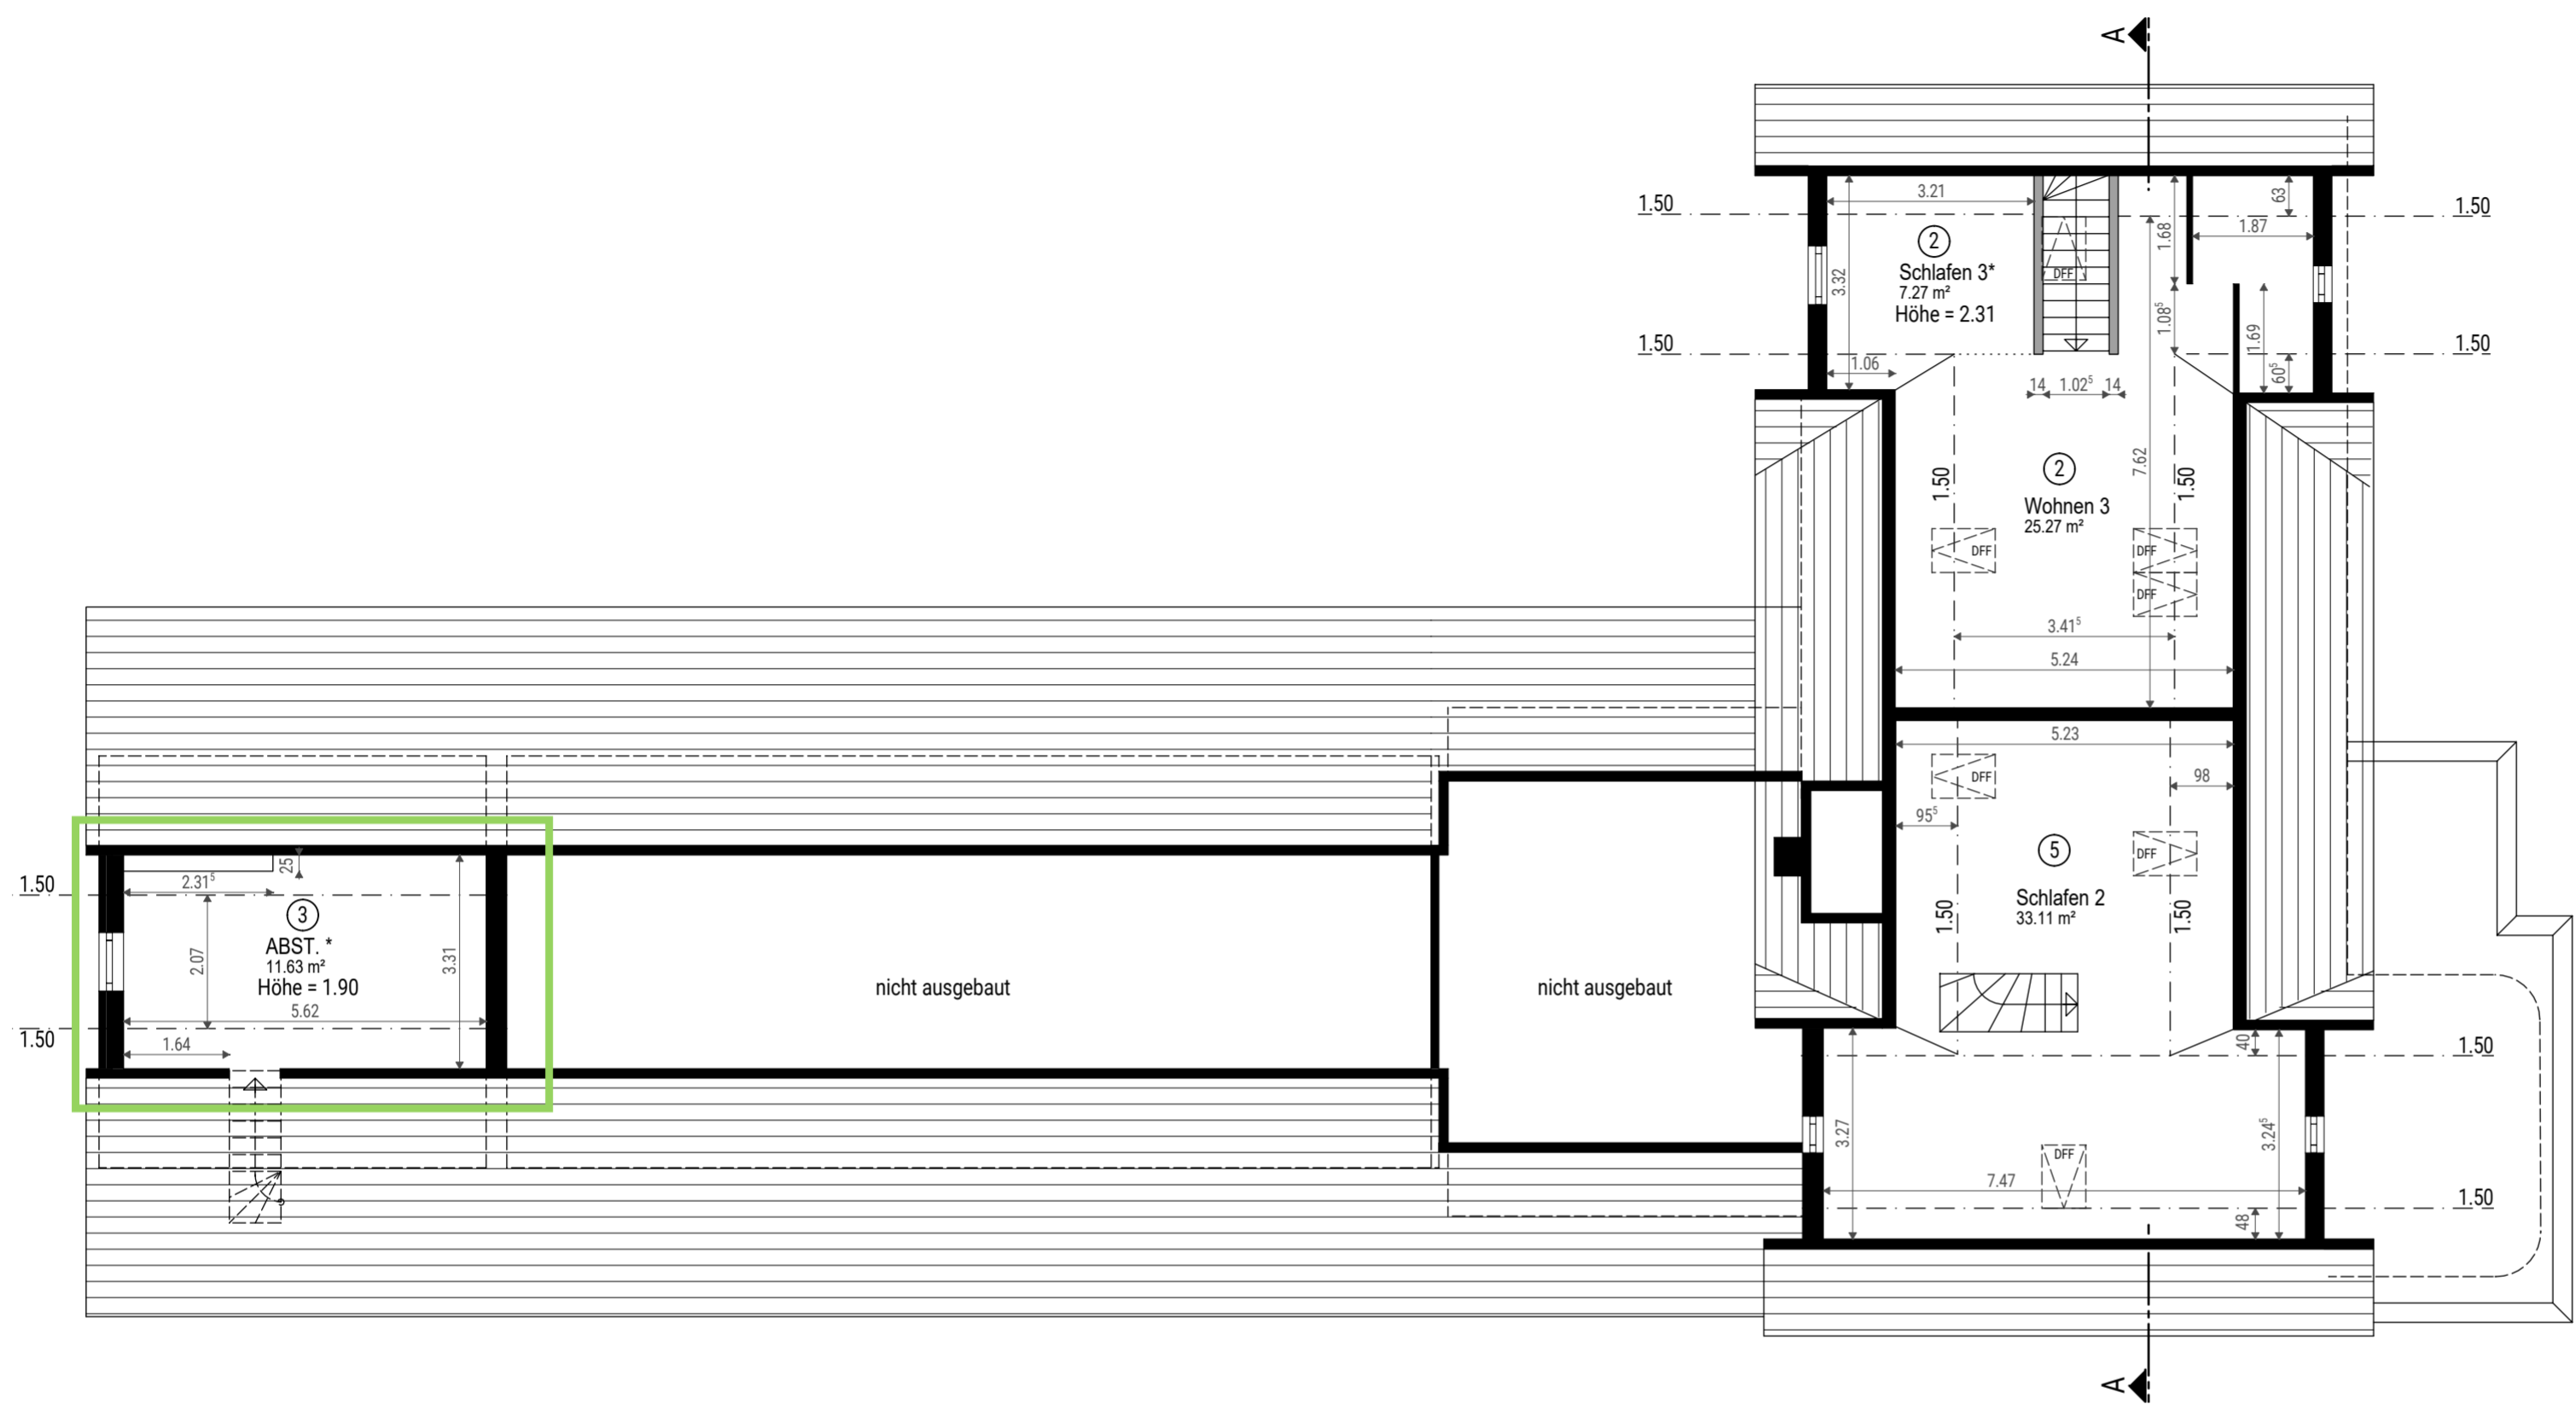 A
3.21
63
1.50
1.50
1.87
1.68
2
Schlafen 3*
7.27 m²
Höhe = 2.31
DFF
3.32
1.08⁵
1.50
1.50
1.69
60⁵
1.06
14 1.02⁵ 14
2
Wohnen 3
25.27 m²
7.62
1.50
1.50
DFF
DFF
DFF
3.41⁵
5.24
5.23
DFF
98
95⁵
DFF
5
Schlafen 2
33.11 m²
1.50
1.50
25
2.31⁵
1.50
3
ABST. *
11.63 m²
Höhe = 1.90
2.07
3.31
5.62
1.50
1.64
nicht ausgebaut
nicht ausgebaut
40
1.50
3.27
3.24⁵
DFF
7.47
1.50
48
A